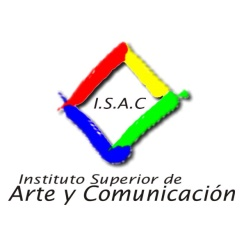 I.S.A.C
Instituto Superior de
Arte y Comunicación